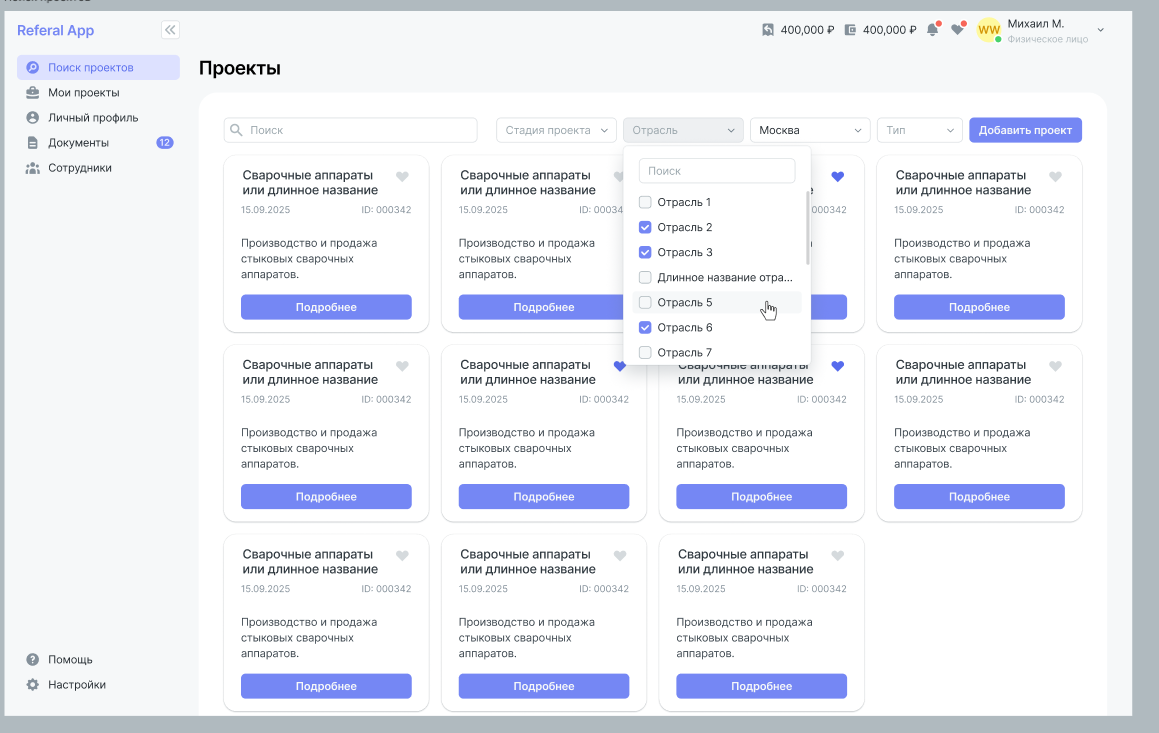 Referal App
400,000 ₽
400,000 ₽
WW
Михаил М.
Физическое лицо
Поиск проектов
Мои проекты
Личный профиль
Документы
12
Сотрудники
Помощь
Настройки
Проекты
Поиск
Стадия проекта
Отрасль
Москва
Тип
Добавить проект
Поиск
Отрасль 1
Отрасль 2
Отрасль 3
Длинное название отра...
Отрасль 5
Отрасль 6
Отрасль 7
Сварочные аппараты
или длинное название
15.09.2025
ID: 000342
Производство и продажа
стыковых сварочных
аппаратов.
Подробнее
Сварочные аппараты
или длинное название
15.09.2025
ID: 00034
Производство и продажа
стыковых сварочных
аппаратов.
Подробнее
000342
Сварочные аппараты
или длинное название
15.09.2025
ID: 000342
Производство и продажа
стыковых сварочных
аппаратов.
Подробнее
Сварочные аппараты
или длинное название
15.09.2025
ID: 000342
Производство и продажа
стыковых сварочных
аппаратов.
Подробнее
Сварочные аппараты
или длинное название
15.09.2025
ID: 000342
Производство и продажа
стыковых сварочных
аппаратов.
Подробнее
Сварочные аппараты
или длинное название
15.09.2025
ID: 000342
Производство и продажа
стыковых сварочных
аппаратов.
Подробнее
Сварочные аппараты
или длинное название
15.09.2025
ID: 000342
Производство и продажа
стыковых сварочных
аппаратов.
Подробнее
Сварочные аппараты
или длинное название
15.09.2025
ID: 000342
Производство и продажа
стыковых сварочных
аппаратов.
Подробнее
Сварочные аппараты
или длинное название
15.09.2025
ID: 000342
Производство и продажа
стыковых сварочных
аппаратов.
Подробнее
Сварочные аппараты
или длинное название
15.09.2025
ID: 000342
Производство и продажа
стыковых сварочных
аппаратов.
Подробнее